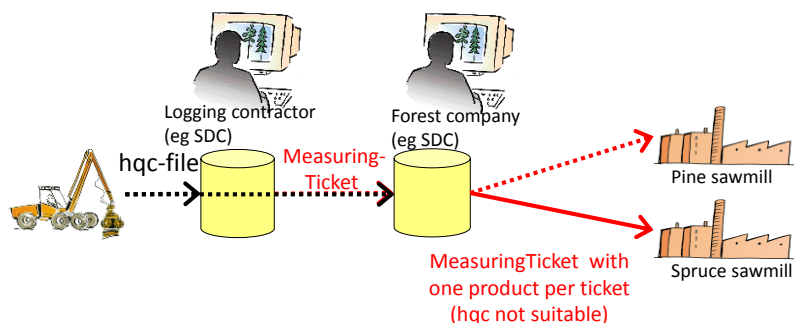 Logging contractor
(eg SDC)
Forest company
(eg SDC)
hqc-file
Measuring-
Ticket
Pine sawmill
Spruce sawmill
MeasuringTicket with
one product per ticket
(hqc not suitable)